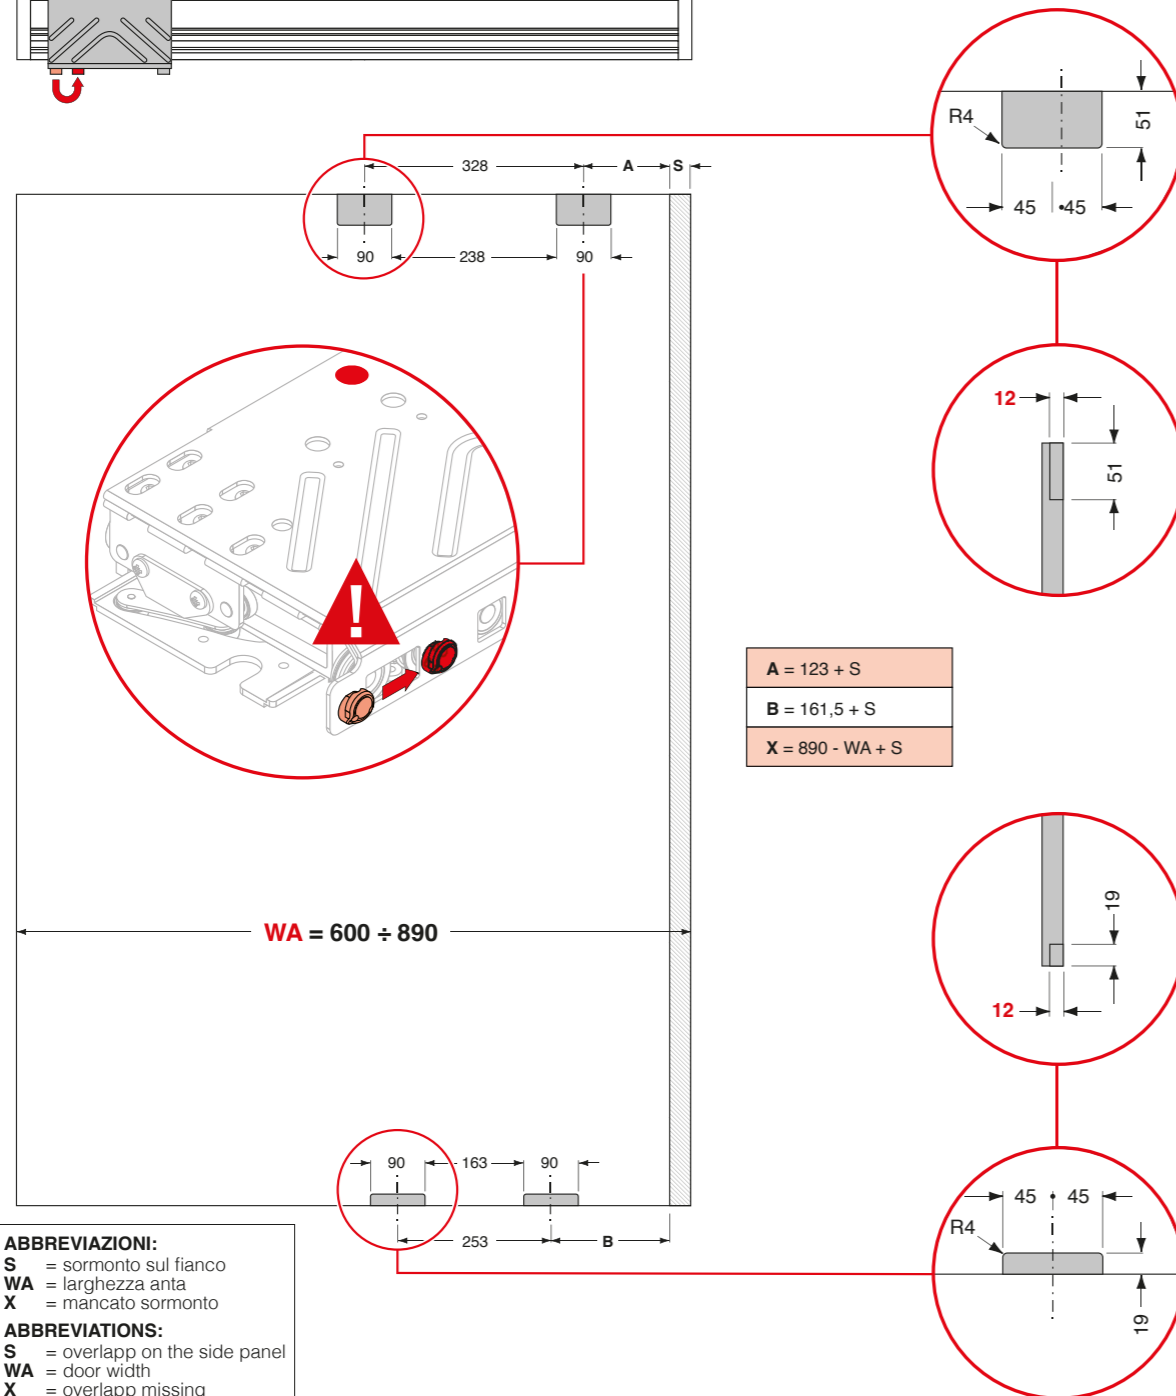 R4
51
45 45
328 A S
90 238 90
12
51
!
A = 123 + S
B = 161,5 + S
X = 890 - WA + S
WA = 600 ÷ 890
19
12
90 163 90
253 B
45 45
R4
19
ABBREVIAZIONI:
S = sormonto sul fianco
WA = larghezza anta
X = mancato sormonto
ABBREVIATIONS:
S = overlapp on the side panel
WA = door width
X = overlapp missing